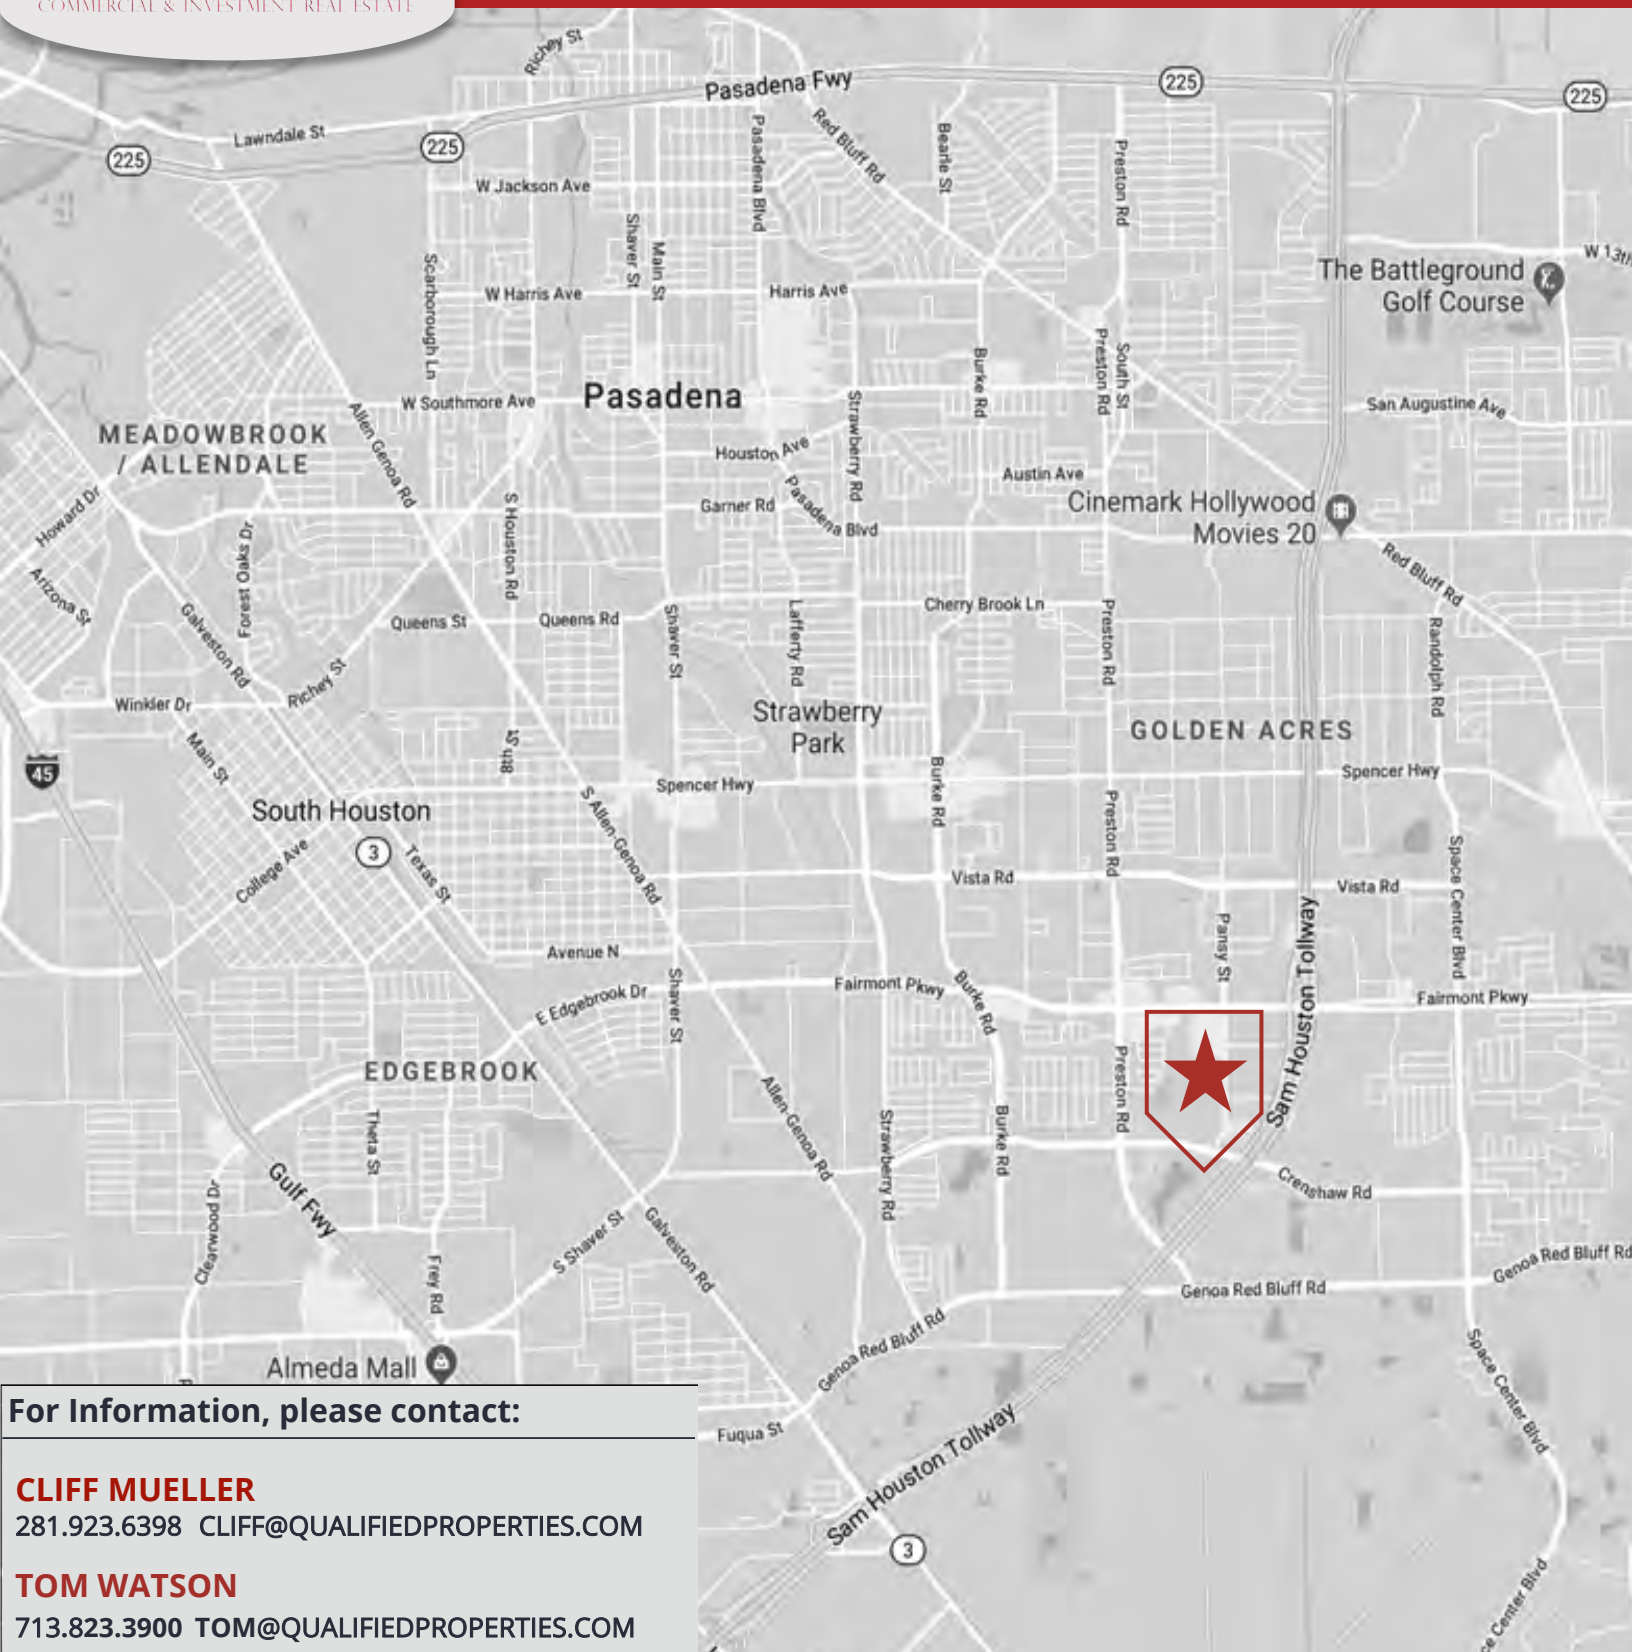 COMMERCIAL & INVESTMENT REAL ESTATE
Richey St
Pasadena Fwy
225
225
Lawndale St
225
225
Red Bluff Rd
Bearle St
Pasadena Blvd
Preston Rd
W Jackson Ave
Shaver St
Main St
Scarborough Ln
W 13th
The Battleground
Golf Course
W Harris Ave
Harris Ave
Burke Rd
Preston Rd
South St
W Southmore Ave
Pasadena
Strawberry Rd
San Augustine Ave
Allen Genoa Rd
MEADOWBROOK
/ ALLENDALE
Houston Ave
Austin Ave
Howard Dr
S Houston Rd
Garner Rd
Pasadena Blvd
Cinemark Hollywood
Movies 20
Forest Oaks Dr
Red Bluff Rd
Arizona St
Galveston Rd
Queens St
Queens Rd
Shaver St
Lafferty Rd
Cherry Brook Ln
Preston Rd
Randolph Rd
Richey St
Winkler Dr
Strawberry
Park
GOLDEN ACRES
Main St
8th St
45
Spencer Hwy
Burke Rd
Spencer Hwy
South Houston
S Allen-Genoa Rd
Preston Rd
3
College Ave
Texas St
Vista Rd
Vista Rd
Space Center Blvd
Pansy St
Sam Houston Tollway
Avenue N
Shaver St
E Edgebrook Dr
Fairmont Pkwy
Burke Rd
Fairmont Pkwy
EDGEBROOK
Preston Rd
Allen-Genoa Rd
Theta St
Strawberry Rd
Burke Rd
Gulf Fwy
Crenshaw Rd
Clearwood Dr
S Shaver St
Galveston Rd
Frey Rd
Genoa Red Bluff Rd
Genoa Red Bluff Rd
Genoa Red Bluff Rd
Almeda Mall
Space Center Blvd
Fuqua St
Sam Houston Tollway
3
ce Center Blvd
For Information, please contact:
CLIFF MUELLER
281.923.6398 CLIFF@QUALIFIEDPROPERTIES.COM
TOM WATSON
713.823.3900 TOM@QUALIFIEDPROPERTIES.COM